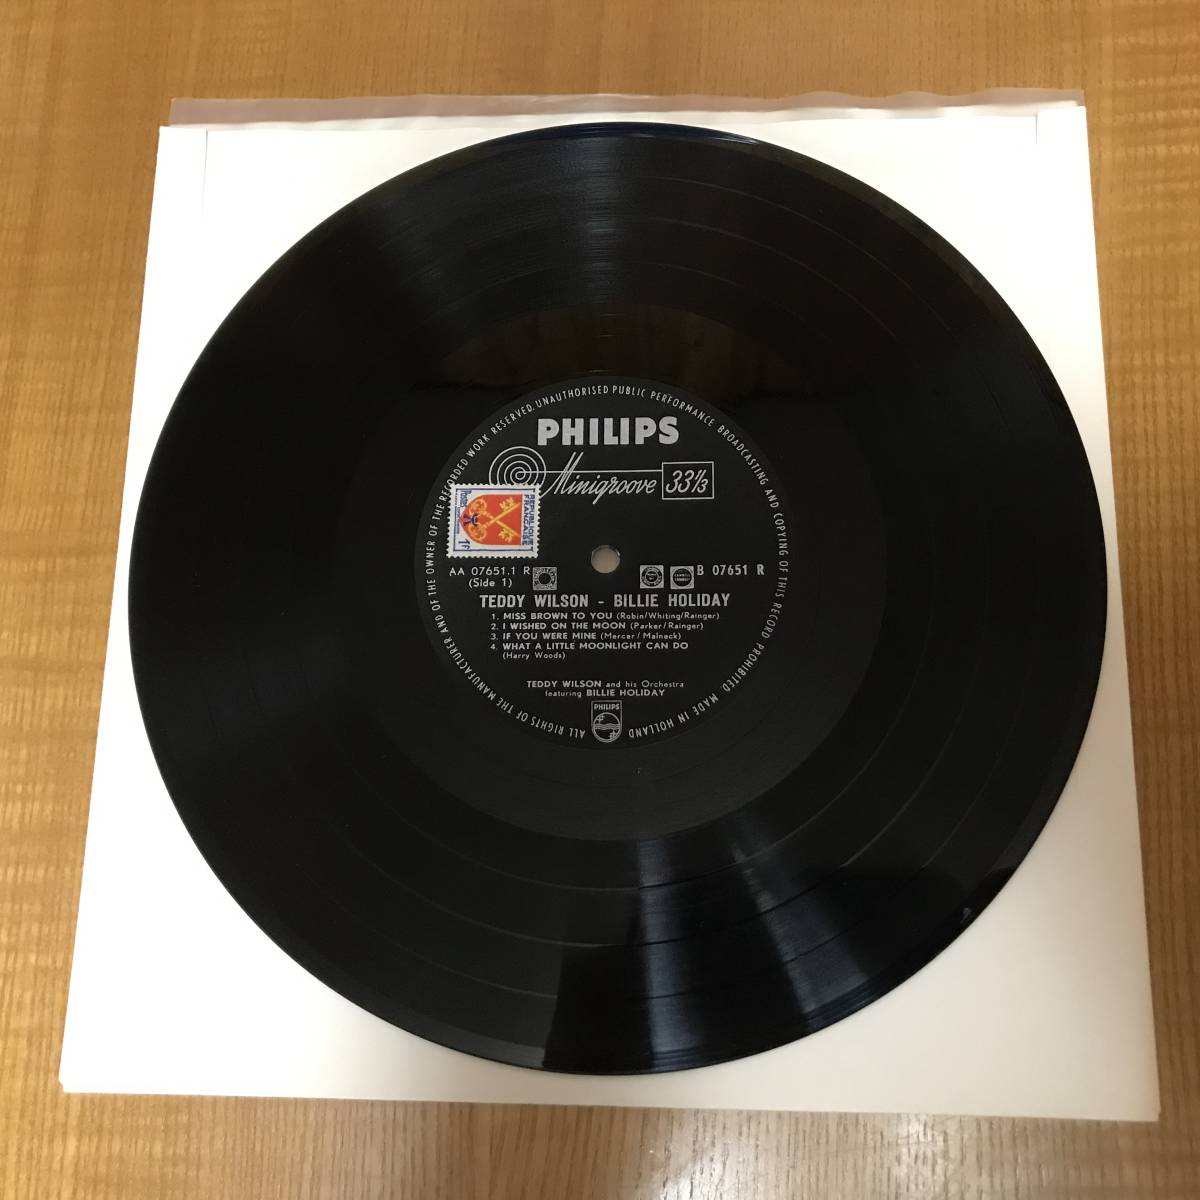 ALL RIGHTS OF THE MANUFACTURER AND OF THE OWNER OF THE RECORDED WORK RESERVED. UNAUTHORISED PUBLIC PERFORMANCE BROADCASTING AND COPYING OF THIS RECORD PROHIBITED. MADE IN HOLLAND
PHILIPS
Minigroove 33⅓
REPUBLIQUE
FRANÇAISE
1F
AA 07651.1 R
(Side 1)
B 07651 R
TEDDY WILSON - BILLIE HOLIDAY
1. MISS BROWN TO YOU (Robin/Whiting/Rainger)
2. I WISHED ON THE MOON (Parker/Rainger)
3. IF YOU WERE MINE (Mercer/Malneck)
4. WHAT A LITTLE MOONLIGHT CAN DO
(Harry Woods)
TEDDY WILSON and his Orchestra
featuring BILLIE HOLIDAY
PHILIPS